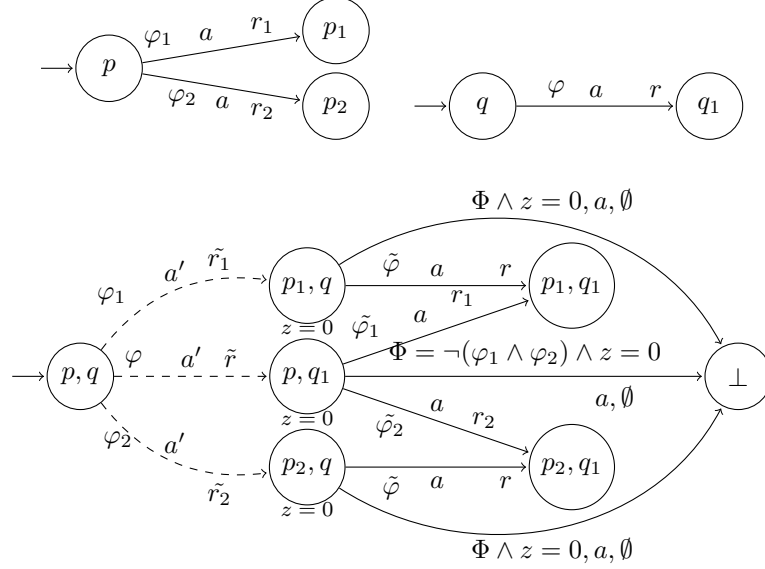 φ₁ a r₁ p₁
p
φ₂ a r₂ p₂
q φ a r q₁
Φ ∧ z = 0, a, ∅
φ₁ a′ r̃₁ p₁, q φ̃ a r p₁, q₁
z = 0
φ̃₁ a r₁
p, q φ a′ r̃ p, q₁ Φ = ¬(φ₁ ∧ φ₂) ∧ z = 0 ⊥
z = 0
a, ∅
φ₂ a′ r̃₂ p₂, q φ̃₂ a r₂
φ̃ a r p₂, q₁
z = 0
Φ ∧ z = 0, a, ∅